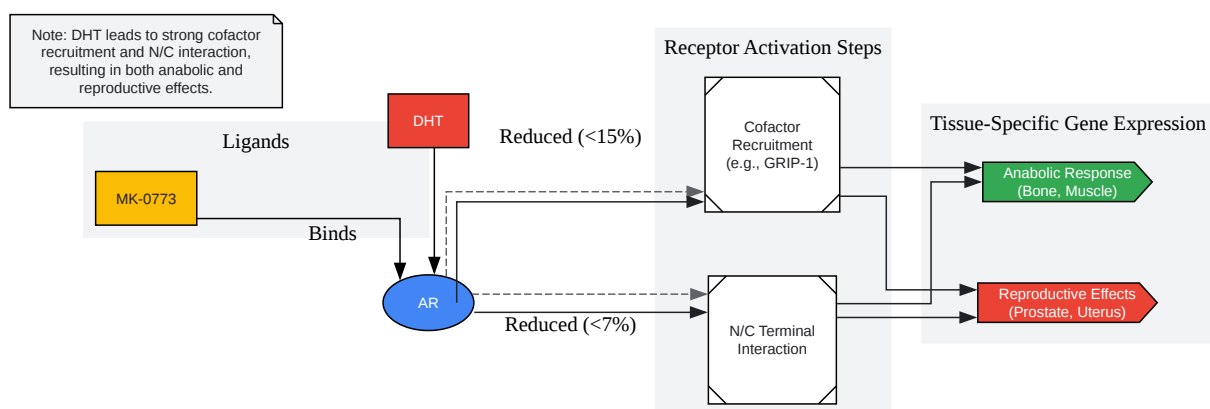 Note: DHT leads to strong cofactor
recruitment and N/C interaction,
resulting in both anabolic and
reproductive effects.
Ligands
DHT
MK-0773
Binds
AR
Reduced (<15%)
Reduced (<7%)
Receptor Activation Steps
Cofactor
Recruitment
(e.g., GRIP-1)
N/C Terminal
Interaction
Tissue-Specific Gene Expression
Anabolic Response
(Bone, Muscle)
Reproductive Effects
(Prostate, Uterus)